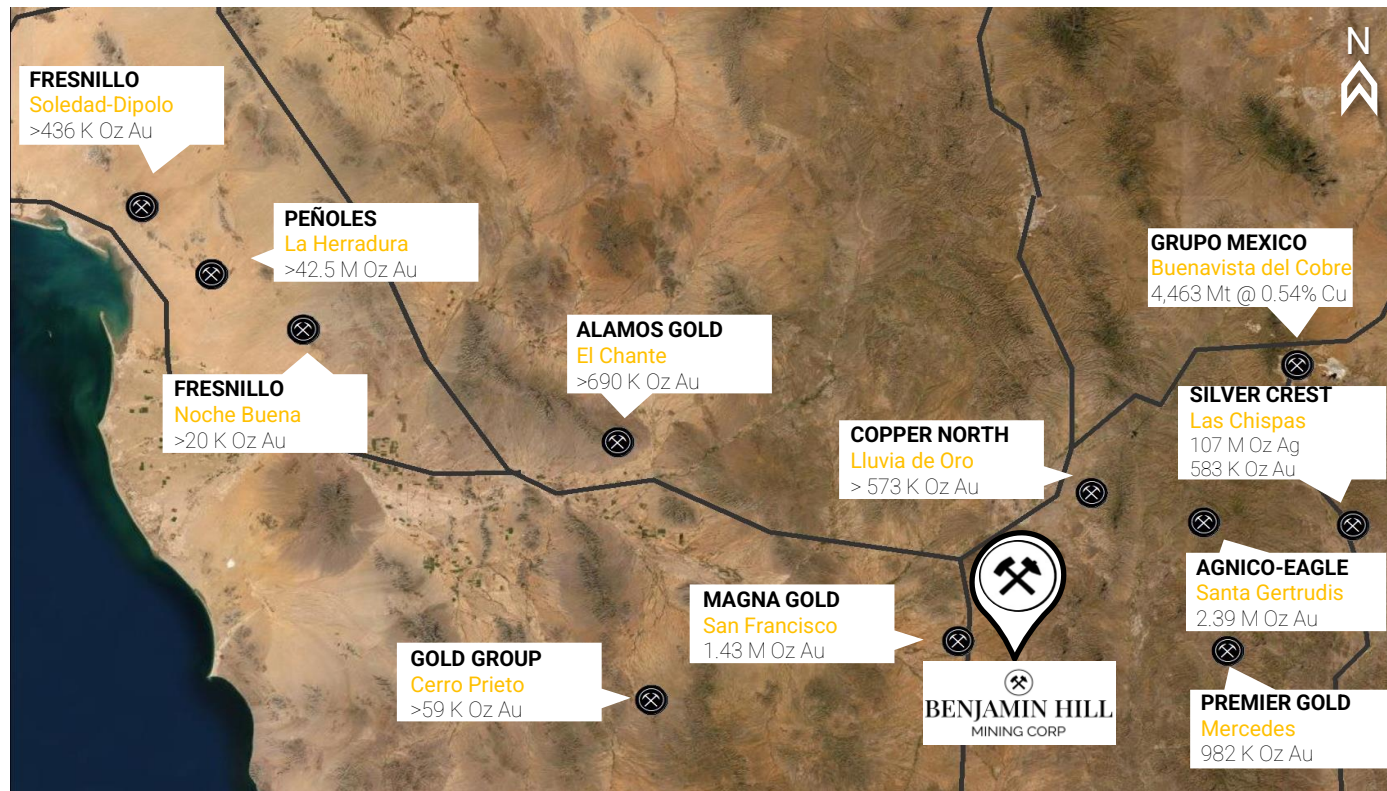 N
FRESNILLO
Soledad-Dipolo
>436 K Oz Au
PEÑOLES
La Herradura
>42.5 M Oz Au
GRUPO MEXICO
Buenavista del Cobre
4,463 Mt @ 0.54% Cu
ALAMOS GOLD
El Chante
>690 K Oz Au
FRESNILLO
Noche Buena
>20 K Oz Au
SILVER CREST
Las Chispas
107 M Oz Ag
583 K Oz Au
COPPER NORTH
Lluvia de Oro
> 573 K Oz Au
AGNICO-EAGLE
Santa Gertrudis
2.39 M Oz Au
MAGNA GOLD
San Francisco
1.43 M Oz Au
GOLD GROUP
Cerro Prieto
>59 K Oz Au
BENJAMIN HILL
MINING CORP
PREMIER GOLD
Mercedes
982 K Oz Au